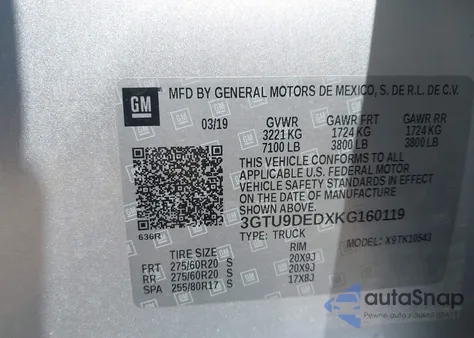 GM
MFD BY GENERAL MOTORS DE MEXICO, S. DE R.L. DE C.V.
03/19 GVWR GAWR FRT GAWR RR
3221 KG 1724 KG 1724 KG
7100 LB 3800 LB 3800 LB
THIS VEHICLE CONFORMS TO ALL
APPLICABLE U.S. FEDERAL MOTOR
VEHICLE SAFETY STANDARDS IN EFFECT
ON THE DATE OF MANUFACTURE
SHOWN ABOVE.
3GTU9DEDXKG160119
TYPE: TRUCK MODEL: X9TK10543
636R
TIRE SIZE RIM
FRT 275/60R20 S 20X9J
RR 275/60R20 S 20X9J
SPA 255/80R17 S 17X8J
autoSnap
Pewne auto z